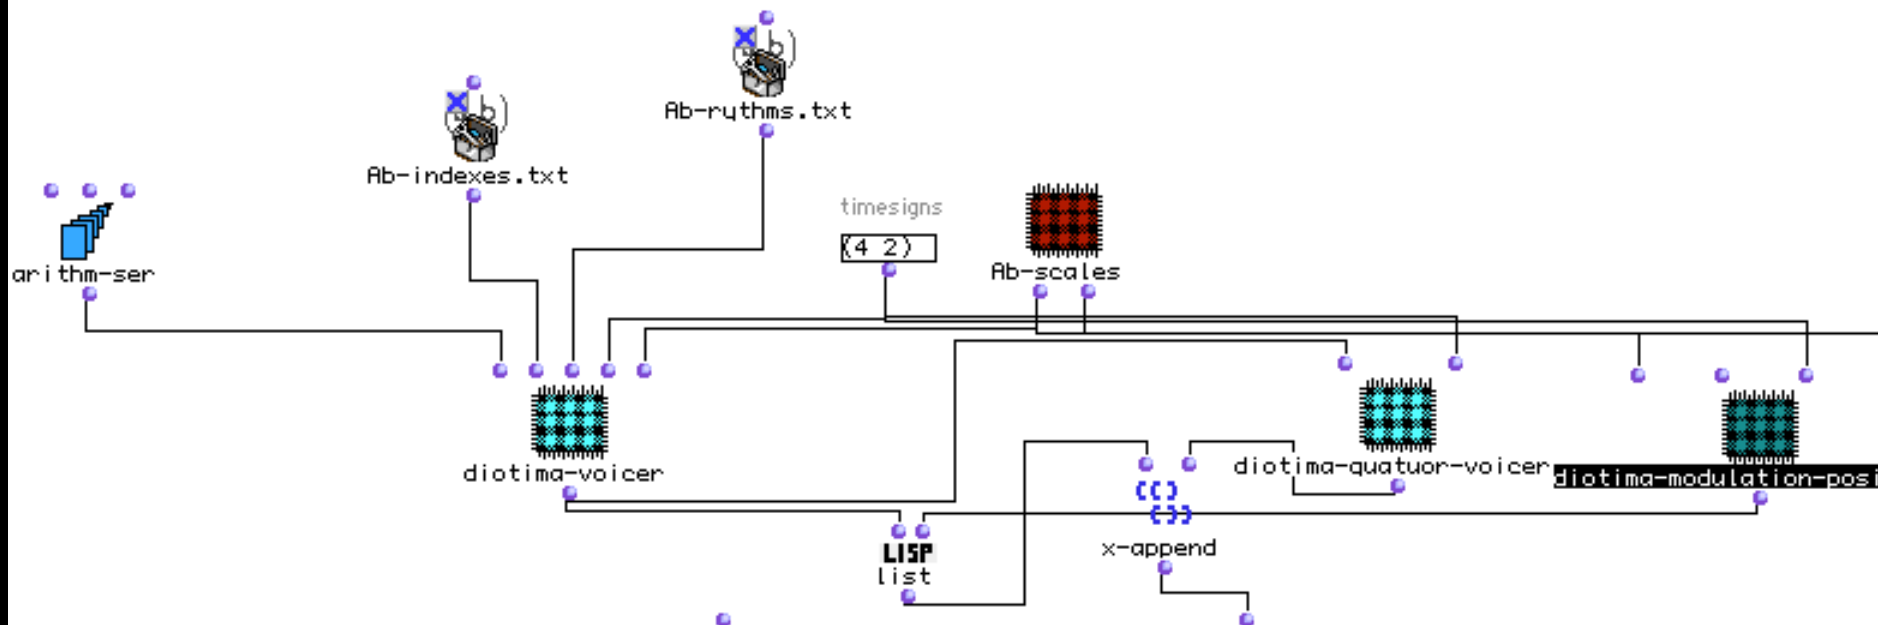 Ab-rythms.txt
Ab-indexes.txt
timesigns
(4 2)
arithm-ser
Ab-scales
diotima-voicer
diotima-quatuor-voicer
diotima-modulation-posi
LISP
list
x-append